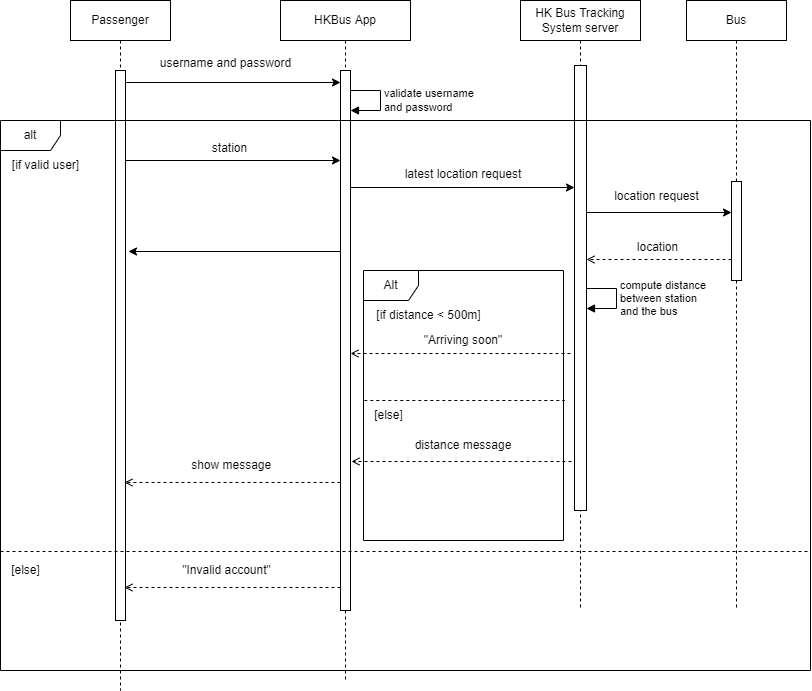 Passenger
HKBus App
HK Bus Tracking
System server
Bus
username and password
validate username
and password
alt
[if valid user]
station
latest location request
location request
location
compute distance
between station
and the bus
Alt
[if distance < 500m]
"Arriving soon"
[else]
distance message
show message
[else]
"Invalid account"